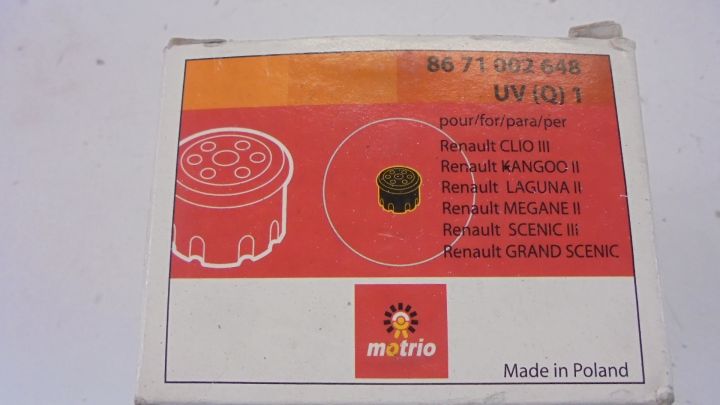 86 71 002 648
UV (Q) 1
pour/for/para/per
Renault CLIO III
Renault KANGOO II
Renault LAGUNA II
Renault MEGANE II
Renault SCENIC IIi
Renault GRAND SCENIC
motrio
Made in Poland